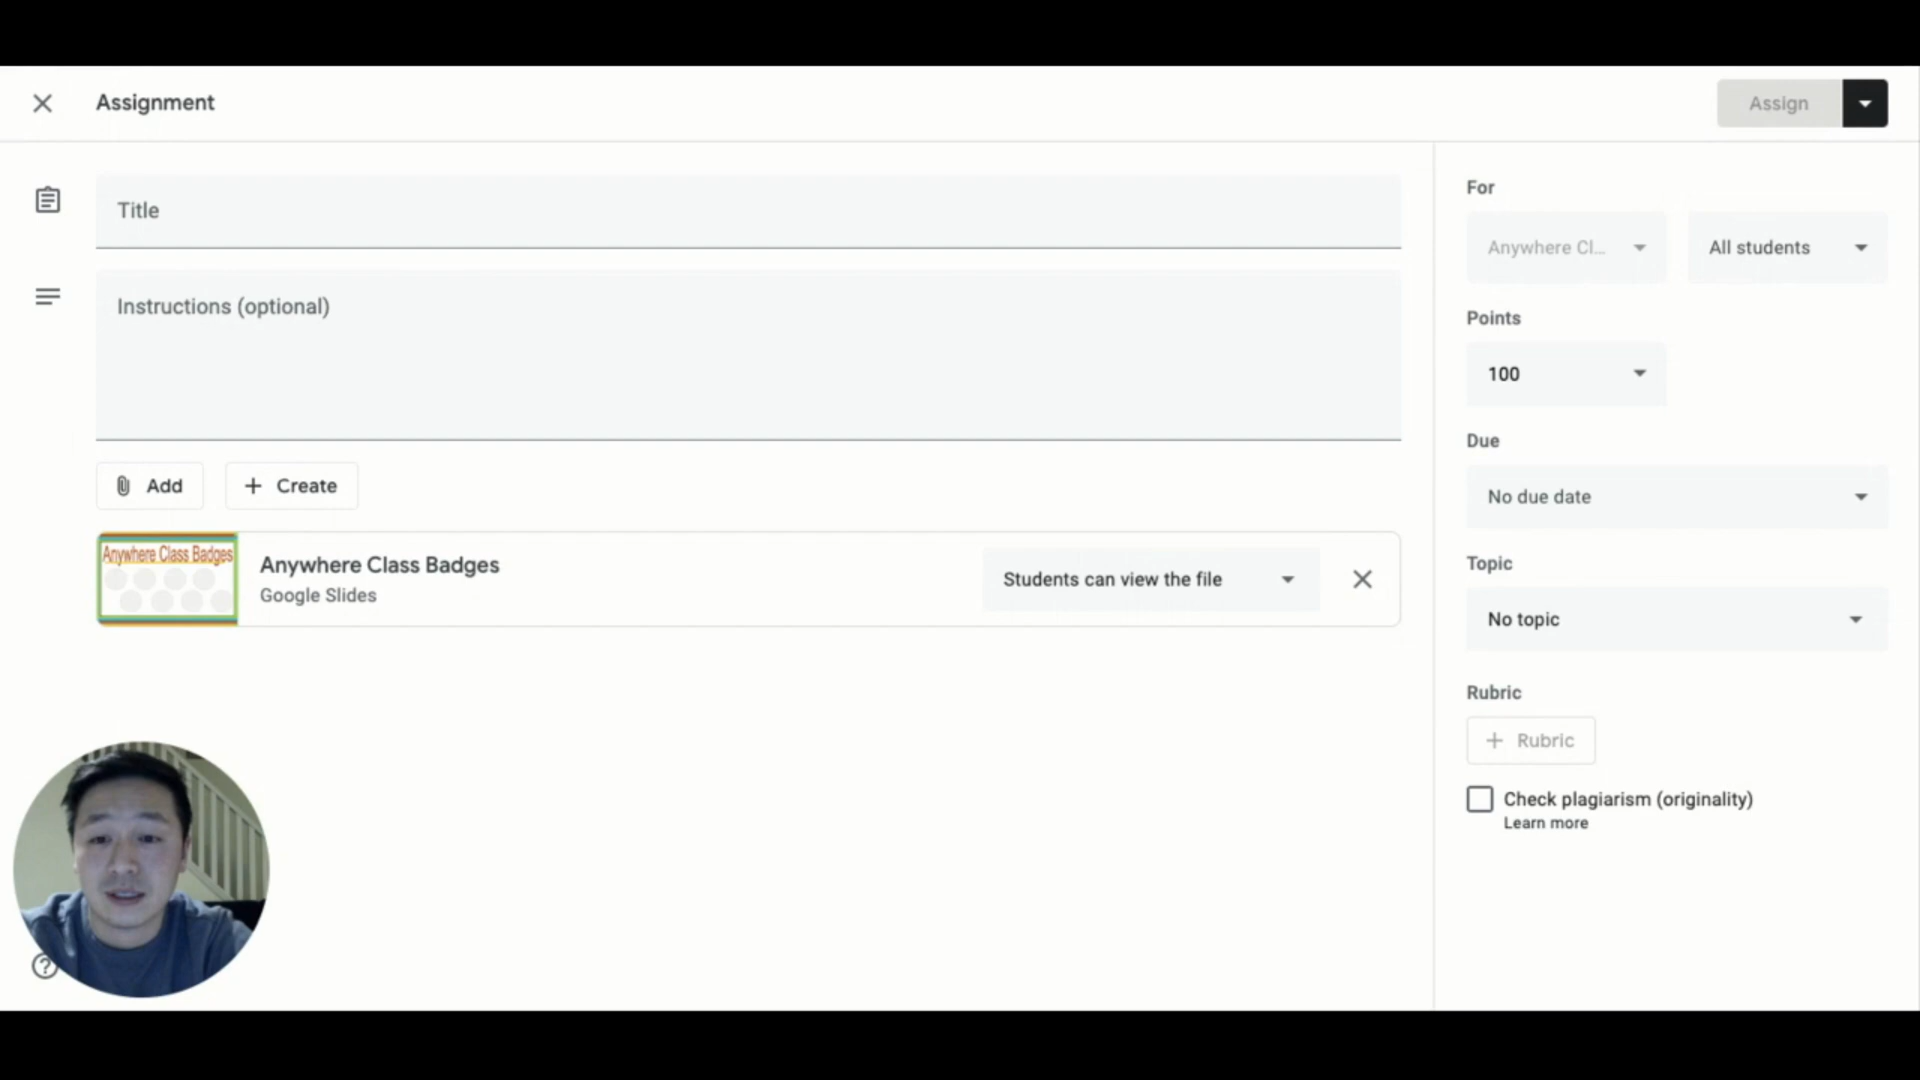 Assignment
Assign
Title
Instructions (optional)
Add
Create
Anywhere Class Badges
Anywhere Class Badges
Google Slides
Students can view the file
For
Anywhere Cl...
All students
Points
100
Due
No due date
Topic
No topic
Rubric
Rubric
Check plagiarism (originality)
Learn more